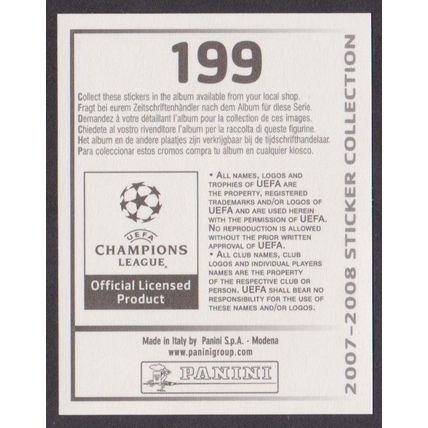 199
Collect these stickers in the album available from your local shop.
Fragt bei eurem Zeitschriftenhändler nach dem Album für diese Serie.
Demandez à votre détaillant l'album pour la collection de ces images.
Chiedete al vostro rivenditore l'album per la raccolta di queste figurine.
Het album en de andere plaatjes zijn verkrijgbaar bij de tijdschrifthandelaar.
Para coleccionar estos cromos compra tu álbum en cualquier kiosco.
UEFA
CHAMPIONS
LEAGUE
Official Licensed
Product
• ALL NAMES, LOGOS AND
TROPHIES OF UEFA ARE
THE PROPERTY, REGISTERED
TRADEMARKS AND/OR LOGOS OF
UEFA AND ARE USED HEREIN
WITH THE PERMISSION OF UEFA.
NO REPRODUCTION IS ALLOWED
WITHOUT THE PRIOR WRITTEN
APPROVAL OF UEFA.
• ALL CLUB NAMES, CLUB
LOGOS AND INDIVIDUAL PLAYERS
NAMES ARE THE PROPERTY
OF THE RESPECTIVE CLUB OR
PERSON. UEFA SHALL BEAR NO
RESPONSIBILITY FOR THE USE OF
THESE NAMES AND/OR LOGOS.
Made in Italy by Panini S.p.A. - Modena
www.paninigroup.com
PANINI
2007-2008 STICKER COLLECTION